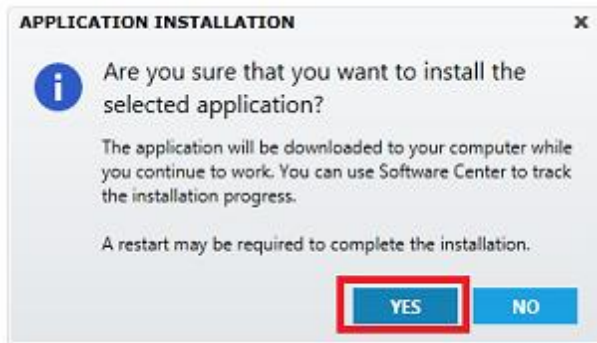 APPLICATION INSTALLATION x
i
Are you sure that you want to install the
selected application?
The application will be downloaded to your computer while
you continue to work. You can use Software Center to track
the installation progress.
A restart may be required to complete the installation.
YES NO